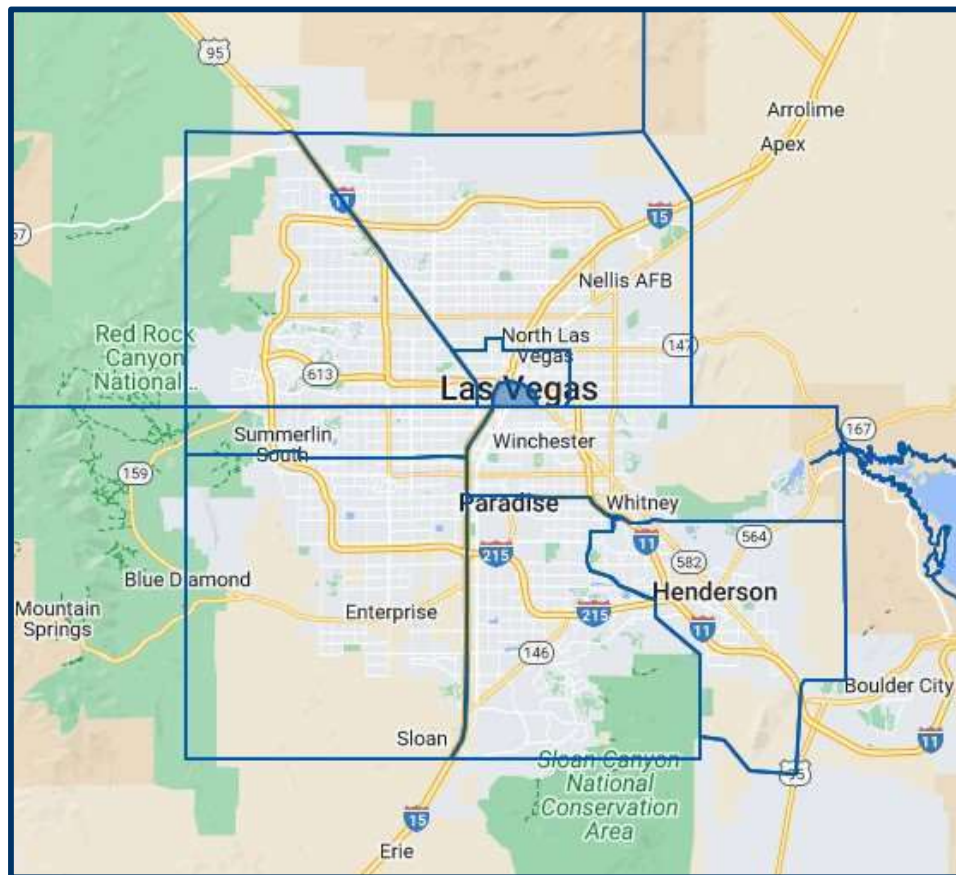 95
Arrolime
Apex
11
15
57
Nellis AFB
Red Rock
Canyon
National...
North Las
Vegas
147
613
Las Vegas
167
Summerlin
South
Winchester
159
Paradise
Whitney
564
11
215
582
Blue Diamond
Henderson
Mountain
Springs
Enterprise
215
11
146
Boulder City
Sloan
11
Sloan Canyon
National
Conservation
Area
95
15
Erie